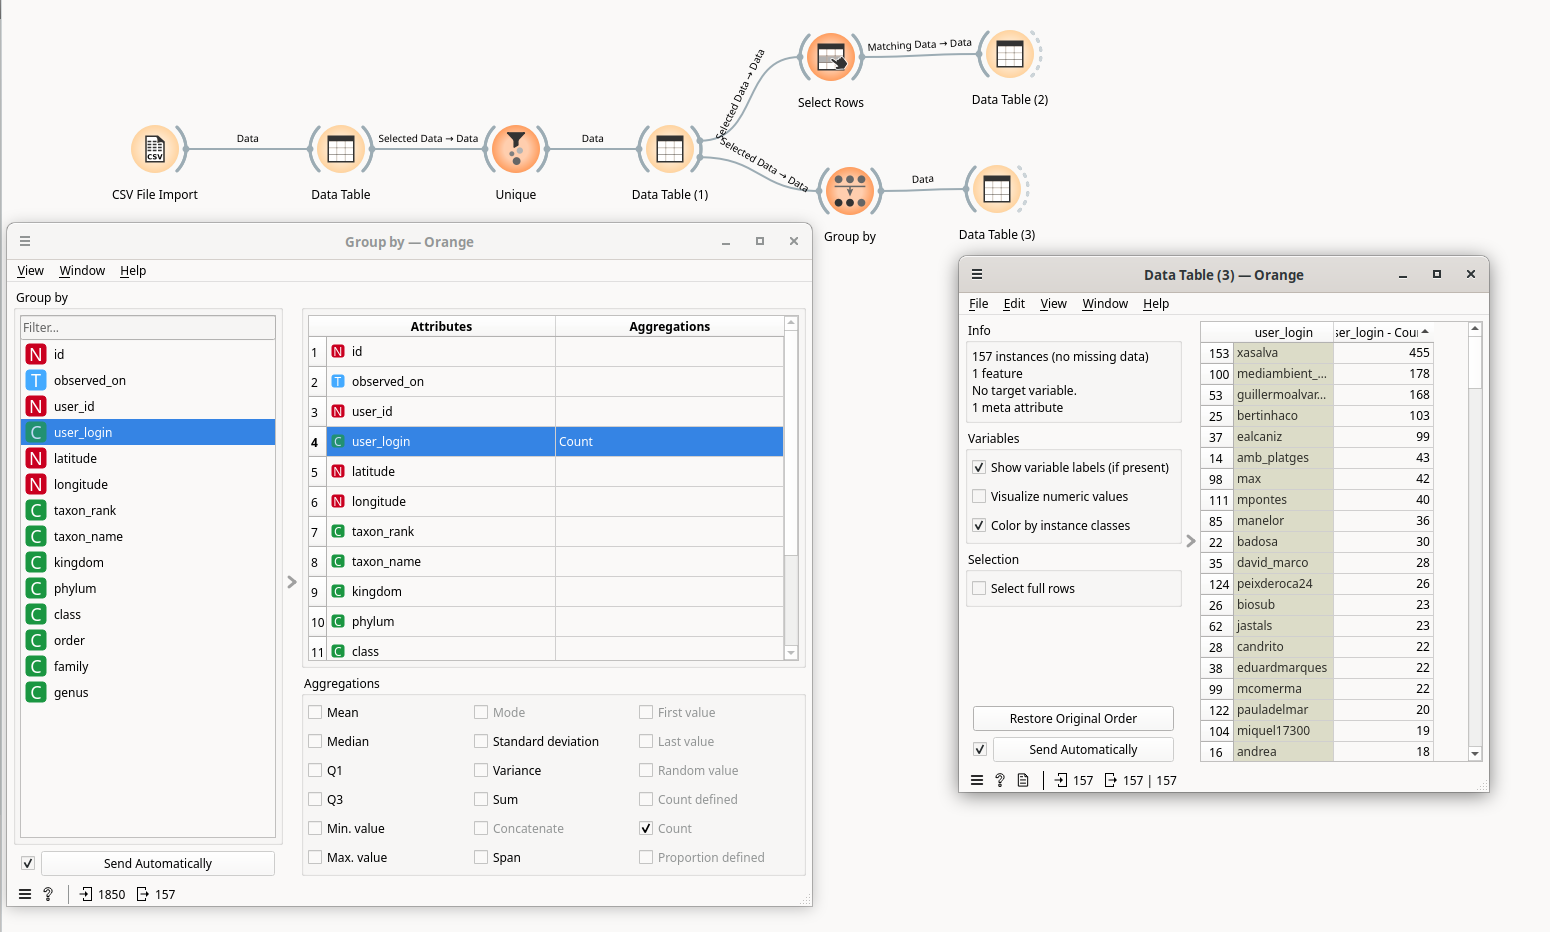 Matching Data → Data
Select Rows
Data Table (2)
Selected Data → Data
Data
Selected Data → Data
Data
Selected Data → Data
Data
CSV
CSV File Import
Data Table
Unique
Data Table (1)
Group by
Data Table (3)
Group by — Orange
View Window Help
Group by
Filter...
N id
T observed_on
N user_id
C user_login
N latitude
N longitude
C taxon_rank
C taxon_name
C kingdom
C phylum
C class
C order
C family
C genus
Send Automatically
1850 157
Attributes Aggregations
1 N id
2 T observed_on
3 N user_id
4 C user_login Count
5 N latitude
6 N longitude
7 C taxon_rank
8 C taxon_name
9 C kingdom
10 C phylum
11 C class
Aggregations
Mean Mode First value
Median Standard deviation Last value
Q1 Variance Random value
Q3 Sum Count defined
Min. value Concatenate Count
Max. value Span Proportion defined
Data Table (3) — Orange
File Edit View Window Help
Info
157 instances (no missing data)
1 feature
No target variable.
1 meta attribute
Variables
Show variable labels (if present)
Visualize numeric values
Color by instance classes
Selection
Select full rows
Restore Original Order
Send Automatically
157 157 | 157
user_login ser_login - Cou
153 xasalva 455
100 mediambient_... 178
53 guillermoalvar... 168
25 bertinhaco 103
37 ealcaniz 99
14 amb_platges 43
98 max 42
111 mpontes 40
85 manelor 36
22 badosa 30
35 david_marco 28
124 peixderoca24 26
26 biosub 23
62 jastals 23
28 candrito 22
38 eduardmarques 22
99 mcomerma 22
122 pauladelmar 20
104 miquel17300 19
16 andrea 18